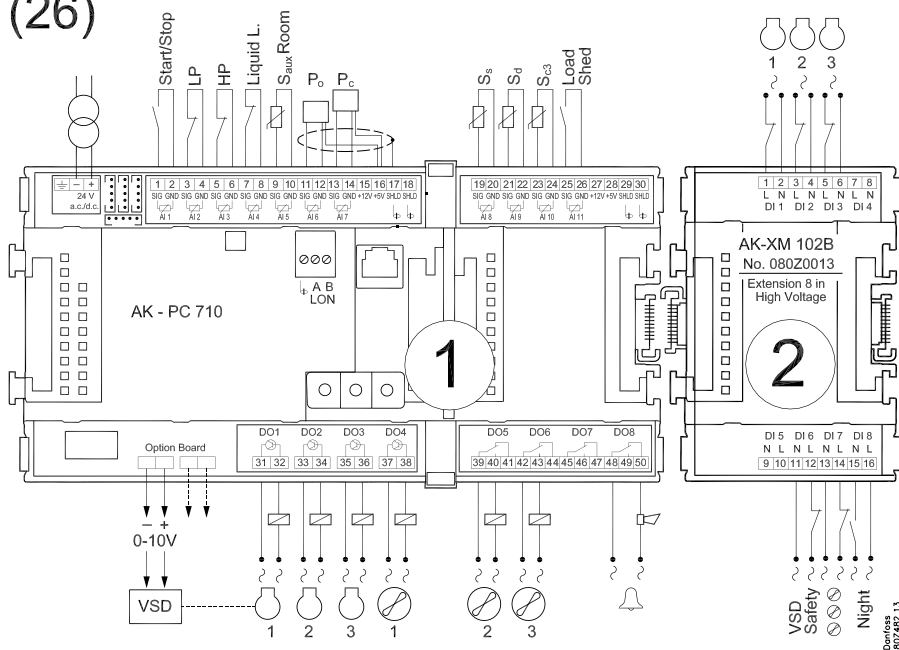 (26)
Start/Stop
LP
HP
Liquid L.
Saux Room
Po
Pc
Ss
Sd
Sc3
Load
Shed
1 2 3
− +
24 V
a.c./d.c.
1 2 3 4 5 6 7 8 9 10 11 12 13 14 15 16 17 18
SIG GND SIG GND SIG GND SIG GND SIG GND SIG GND SIG GND +12V +5V SHLD SHLD
AI 1 AI 2 AI 3 AI 4 AI 5 AI 6 AI 7
19 20 21 22 23 24 25 26 27 28 29 30
SIG GND SIG GND SIG GND SIG GND +12V +5V SHLD SHLD
AI 8 AI 9 AI 10 AI 11
1 2 3 4 5 6 7 8
L N L N L N L N
DI 1 DI 2 DI 3 DI 4
AK - PC 710
A B
LON
1
AK-XM 102B
No. 080Z0013
Extension 8 in
High Voltage
2
Option Board
DO1 DO2 DO3 DO4
31 32 33 34 35 36 37 38
DO5 DO6 DO7 DO8
39 40 41 42 43 44 45 46 47 48 49 50
DI 5 DI 6 DI 7 DI 8
N L N L N L N L
9 10 11 12 13 14 15 16
− +
0-10V
VSD
1 2 3 1 2 3
VSD
Safety
Night
Danfoss
80Z482.13